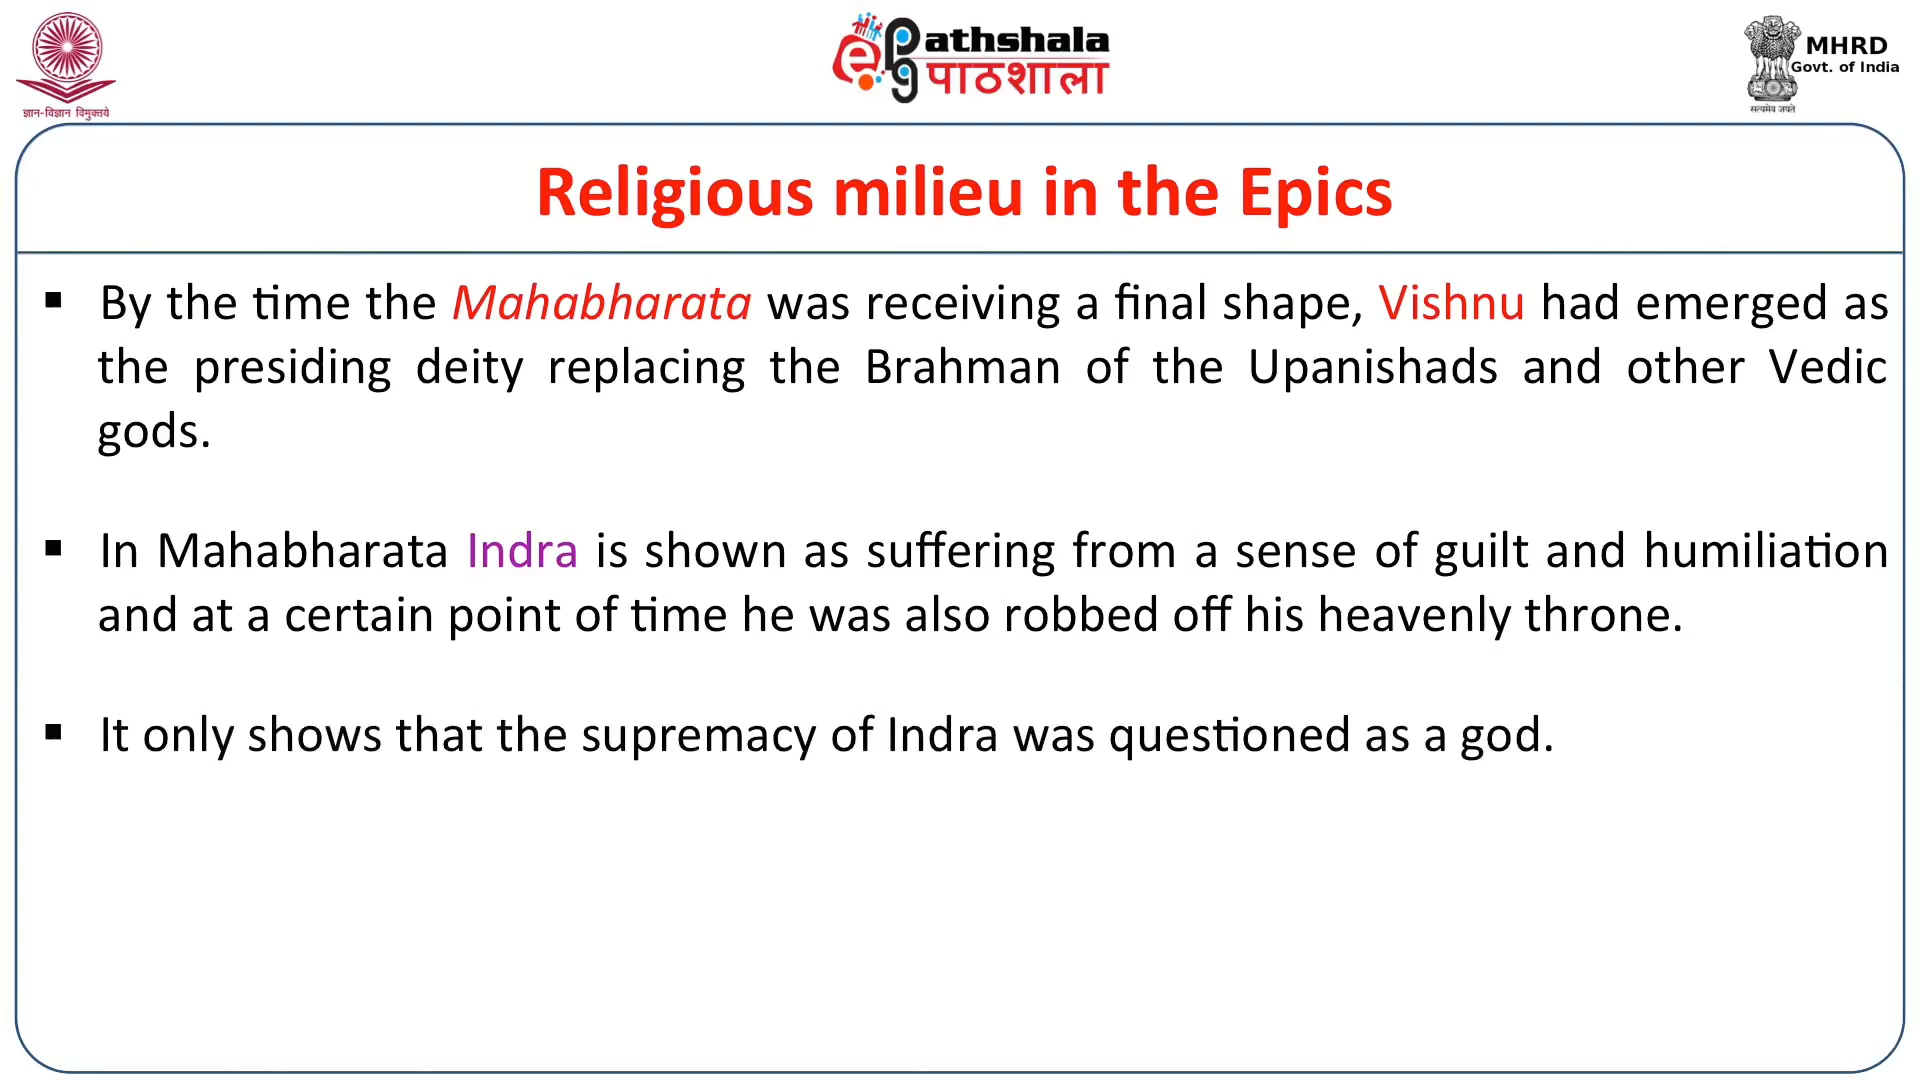 ज्ञान-विज्ञान विमुक्तये
e Pg Pathshala
पाठशाला
MHRD
Govt. of India
सत्यमेव जयते
Religious milieu in the Epics
▪ By the time the Mahabharata was receiving a final shape, Vishnu had emerged as
the presiding deity replacing the Brahman of the Upanishads and other Vedic
gods.
▪ In Mahabharata Indra is shown as suffering from a sense of guilt and humiliation
and at a certain point of time he was also robbed off his heavenly throne.
▪ It only shows that the supremacy of Indra was questioned as a god.